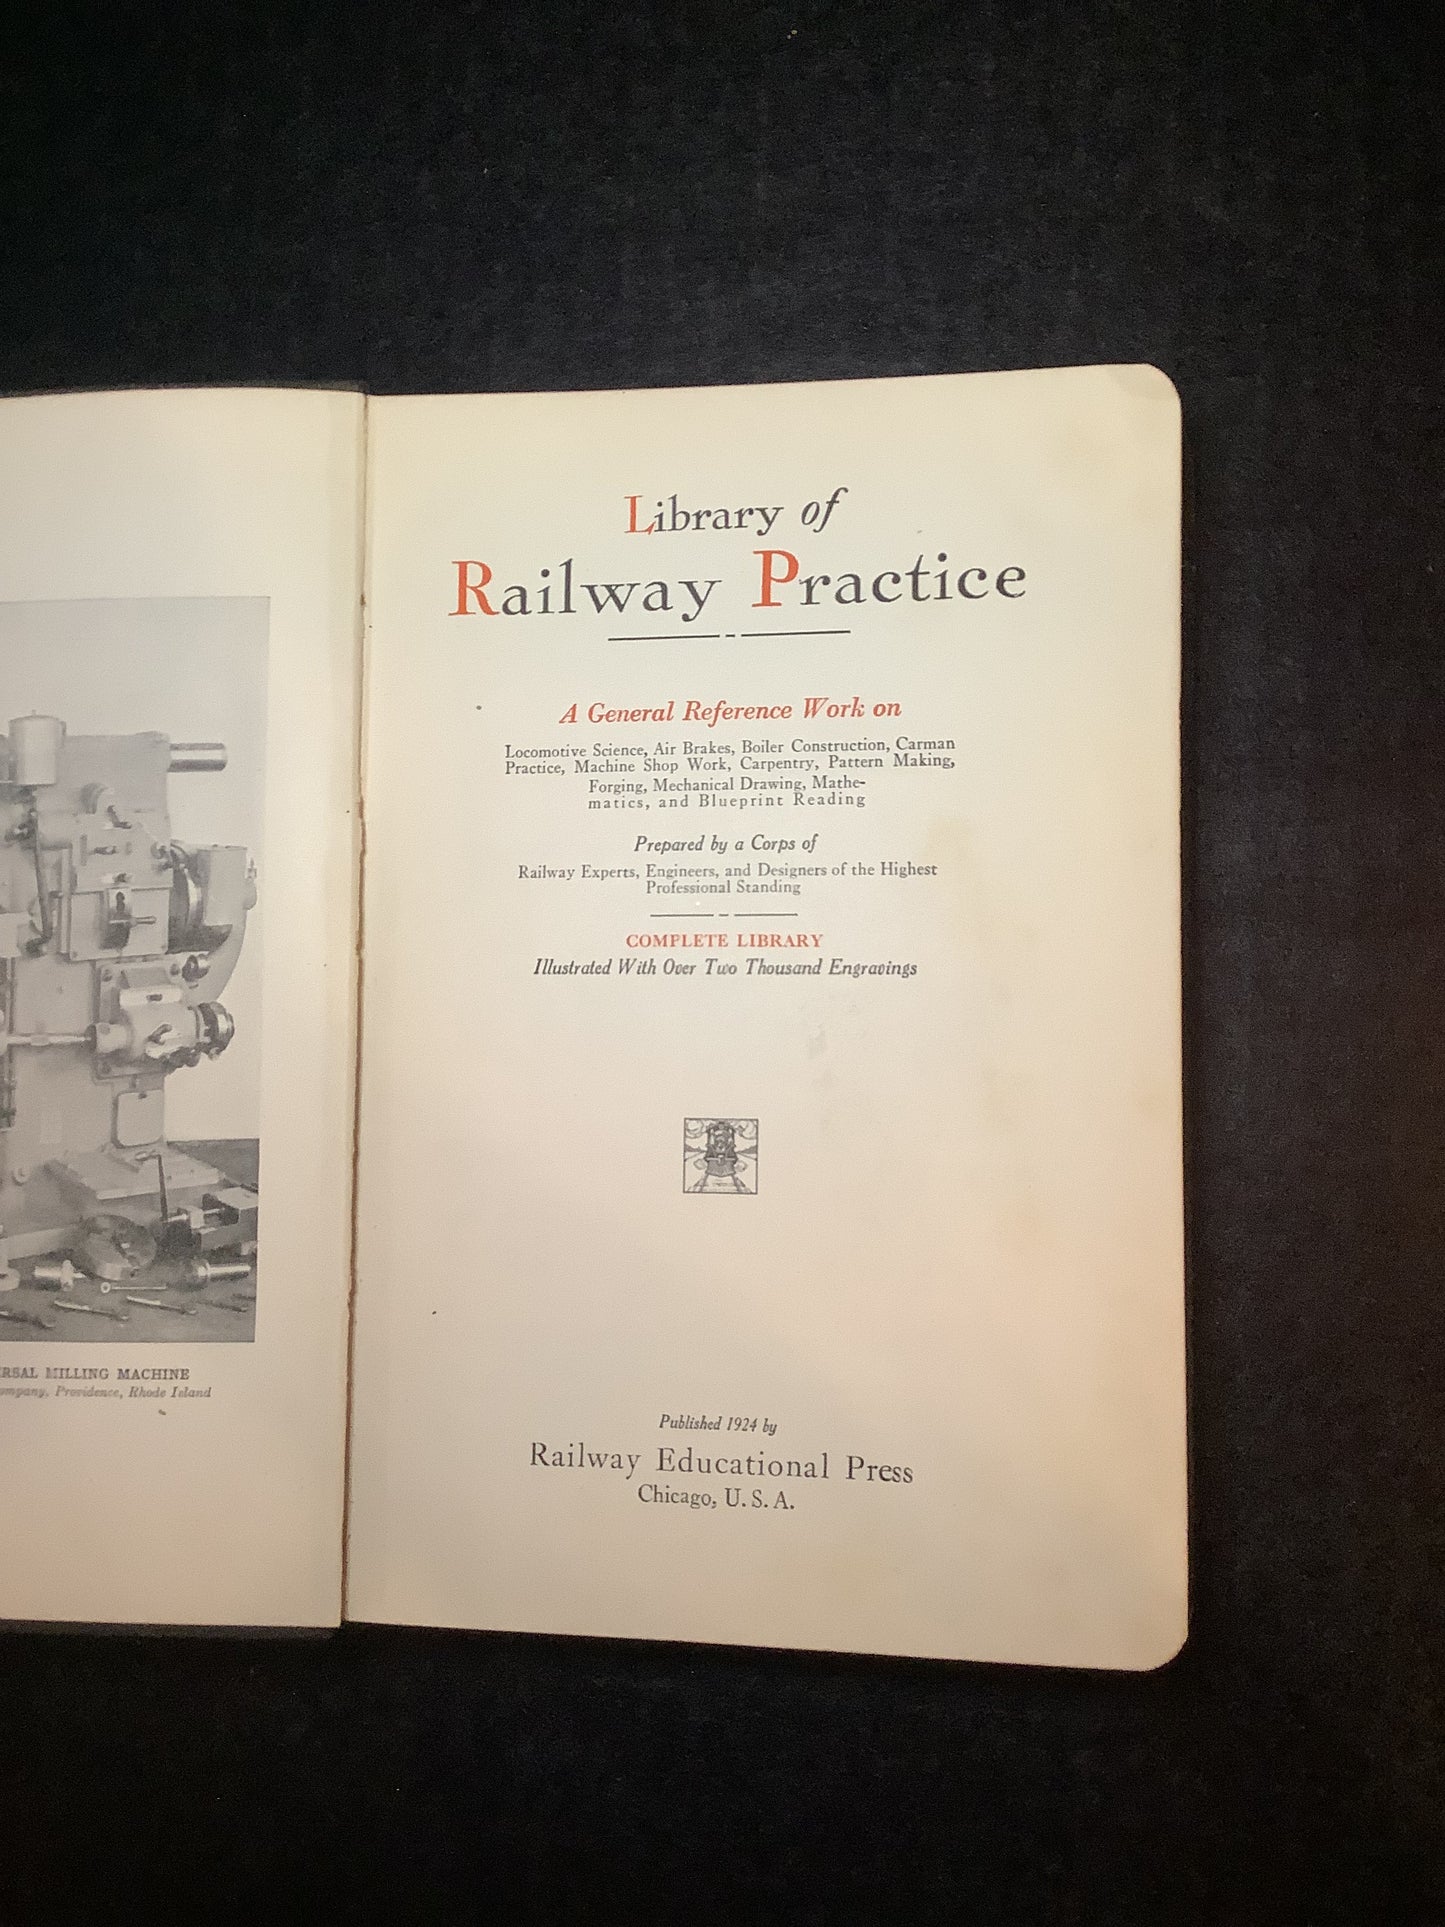 Library of
Railway Practice
A General Reference Work on
Locomotive Science, Air Brakes, Boiler Construction, Carman
Practice, Machine Shop Work, Carpentry, Pattern Making,
Forging, Mechanical Drawing, Mathe-
matics, and Blueprint Reading
Prepared by a Corps of
Railway Experts, Engineers, and Designers of the Highest
Professional Standing
COMPLETE LIBRARY
Illustrated With Over Two Thousand Engravings
Published 1924 by
Railway Educational Press
Chicago, U. S. A.
ERSAL MILLING MACHINE
ompany, Providence, Rhode Island